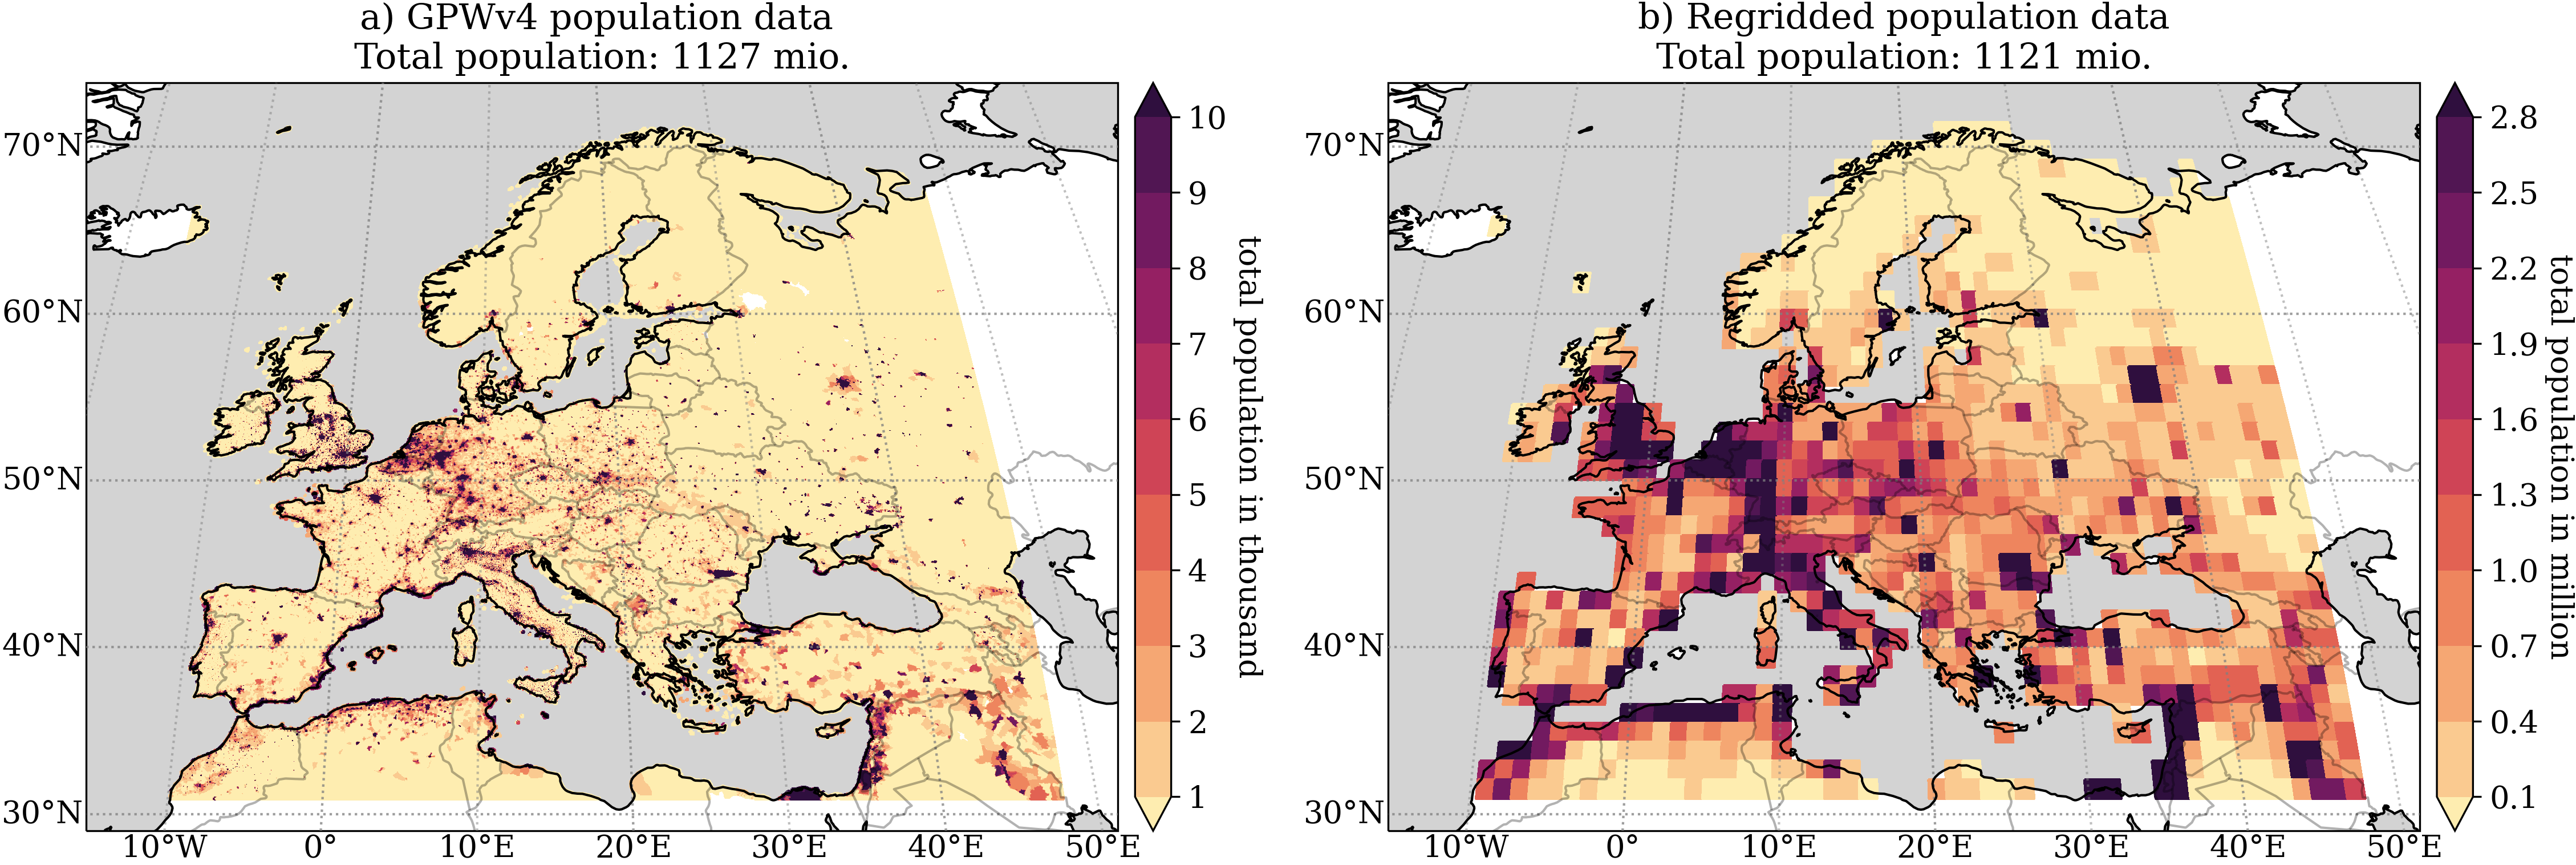 a) GPWv4 population data
Total population: 1127 mio.
70°N
60°N
50°N
40°N
30°N
10°W 0° 10°E 20°E 30°E 40°E 50°E
10
9
8
7
6
5
4
3
2
1
total population in thousand
b) Regridded population data
Total population: 1121 mio.
70°N
60°N
50°N
40°N
30°N
10°W 0° 10°E 20°E 30°E 40°E 50°E
2.8
2.5
2.2
1.9
1.6
1.3
1.0
0.7
0.4
0.1
total population in million